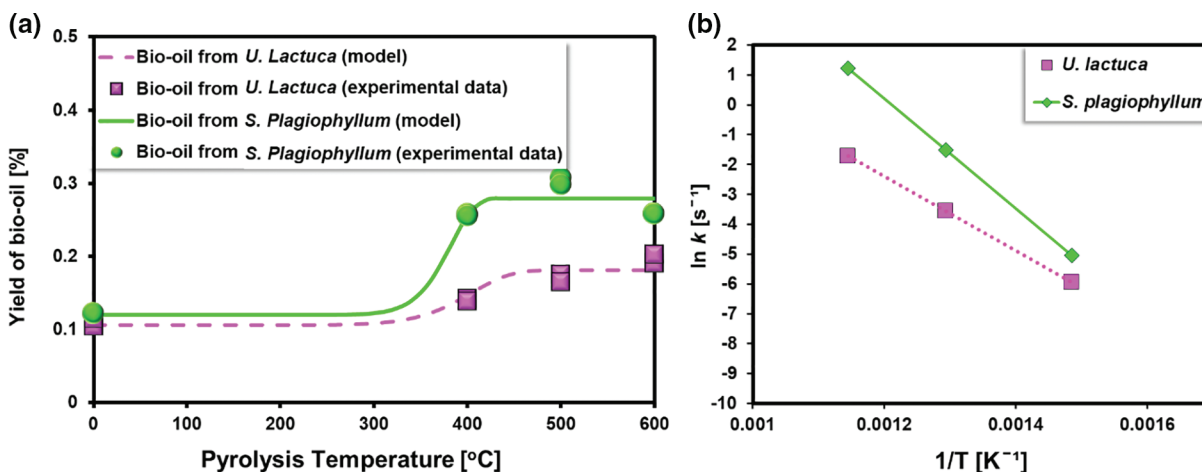 (a)
0.5
0.4
0.3
0.2
0.1
0
Yield of bio-oil [%]
Bio-oil from U. Lactuca (model)
Bio-oil from U. Lactuca (experimental data)
Bio-oil from S. Plagiophyllum (model)
Bio-oil from S. Plagiophyllum (experimental data)
0 100 200 300 400 500 600
Pyrolysis Temperature [°C]
(b)
2
1
0
-1
-2
-3
-4
-5
-6
-7
-8
-9
-10
ln k [s⁻¹]
U. lactuca
S. plagiophyllum
0.001 0.0012 0.0014 0.0016
1/T [K⁻¹]